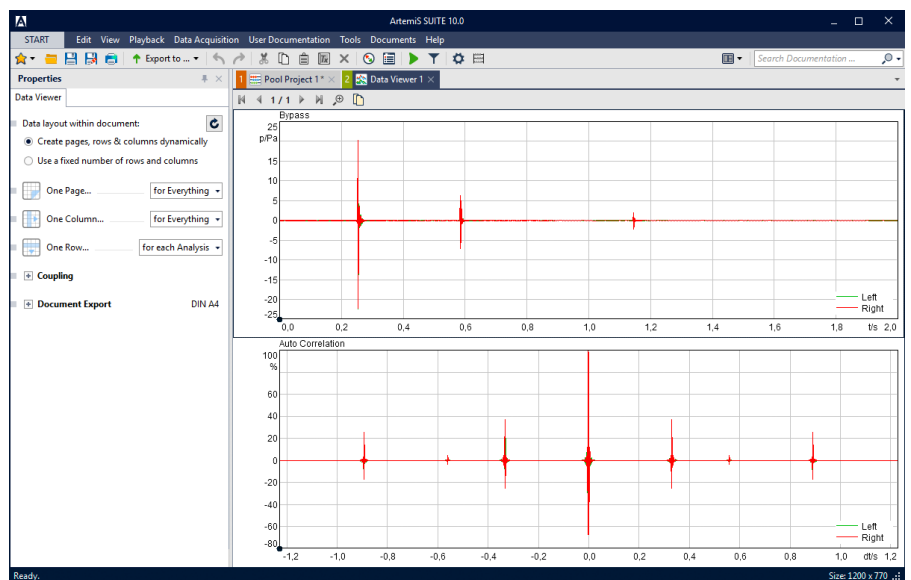 ArtemiS SUITE 10.0
START Edit View Playback Data Acquisition User Documentation Tools Documents Help
Export to ... Search Documentation ...
Properties
1 Pool Project 1* 2 Data Viewer 1
Data Viewer
1 / 1
Data layout within document:
Create pages, rows & columns dynamically
Use a fixed number of rows and columns
One Page... for Everything
One Column... for Everything
One Row... for each Analysis
Coupling
Document Export DIN A4
Bypass
25
p/Pa
15
10
5
0
-5
-10
-15
-20
-25
Left
Right
0,0 0,2 0,4 0,6 0,8 1,0 1,2 1,4 1,6 1,8 t/s 2,0
Auto Correlation
100
%
60
40
20
0
-20
-40
-60
-80
Left
Right
-1,2 -1,0 -0,8 -0,6 -0,4 -0,2 0,0 0,2 0,4 0,6 0,8 1,0 dt/s 1,2
Ready. Size: 1200 x 770